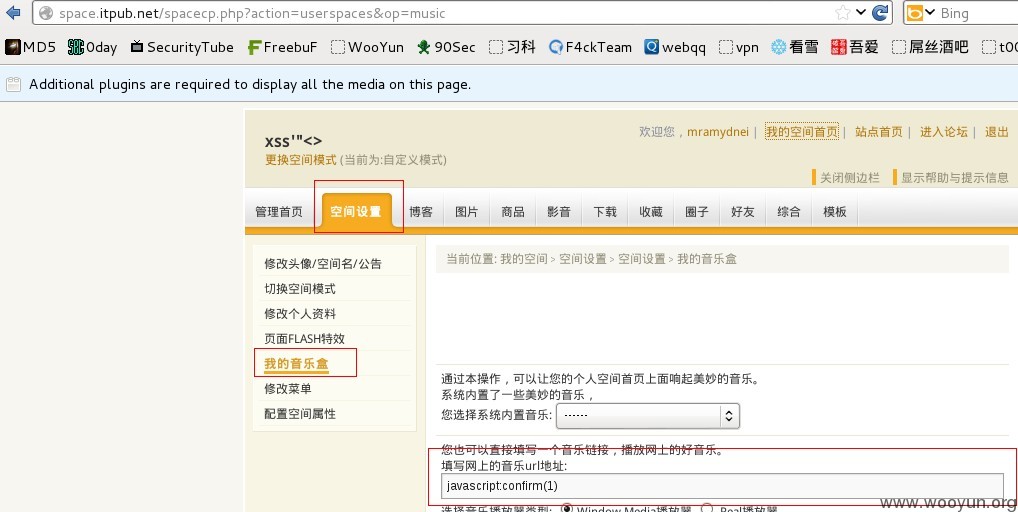 space.itpub.net/spacecp.php?action=userspaces&op=music
Bing
MD5 0day SecurityTube FreebuF WooYun 90Sec 习科 F4ckTeam webqq vpn 看雪 吾爱 屌丝酒吧 t00
Additional plugins are required to display all the media on this page.
xss'"<>
欢迎您，mramydnei | 我的空间首页 | 站点首页 | 进入论坛 | 退出
更换空间模式 (当前为:自定义模式)
关闭侧边栏 显示帮助与提示信息
管理首页 空间设置 博客 图片 商品 影音 下载 收藏 圈子 好友 综合 模板
修改头像/空间名/公告
切换空间模式
修改个人资料
页面FLASH特效
我的音乐盒
修改菜单
配置空间属性
当前位置: 我的空间 > 空间设置 > 空间设置 > 我的音乐盒
通过本操作，可以让您的个人空间首页上面响起美妙的音乐。
系统内置了一些美妙的音乐，
您选择系统内置音乐: ------
您也可以直接填写一个音乐链接，播放网上的好音乐。
填写网上的音乐url地址:
javascript:confirm(1)
选择音乐播放器类型: Window Media播放器 Real播放器
www.wooyun.org